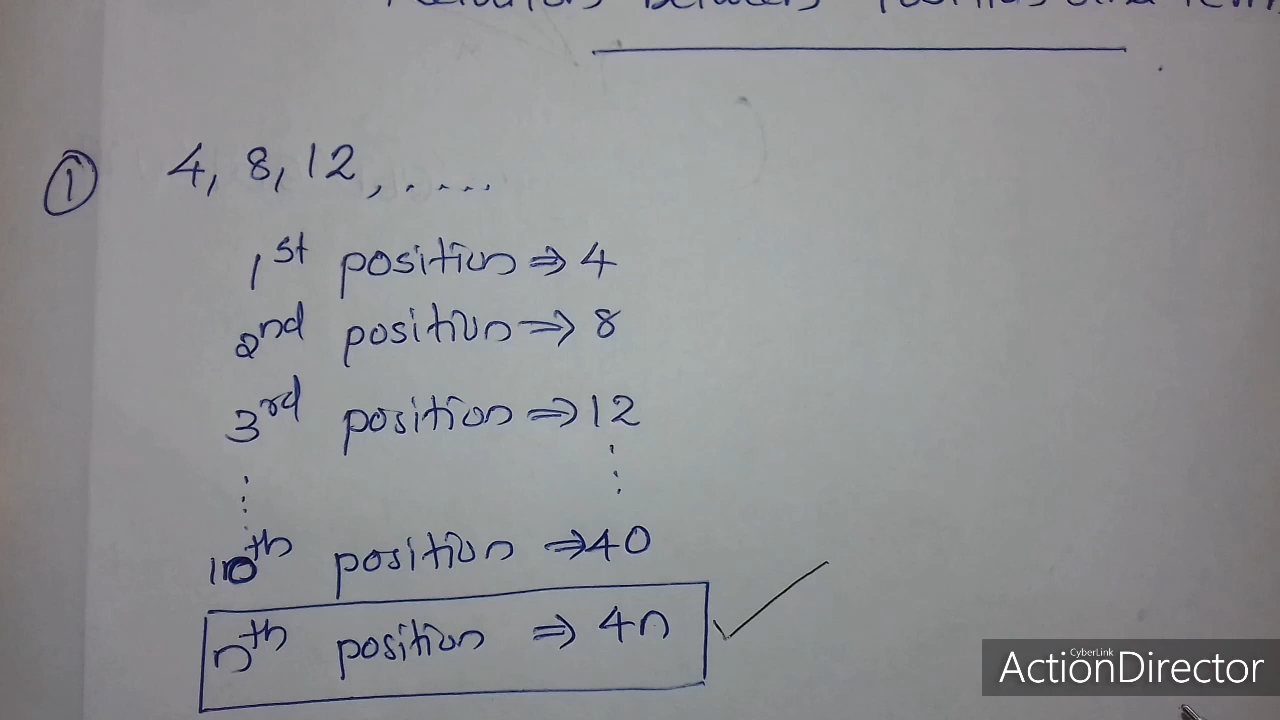 ① 4, 8, 12, .....
1st position ⇒ 4
2nd position ⇒ 8
3rd position ⇒ 12
10th position ⇒ 40
nth position ⇒ 4n
CyberLink
ActionDirector